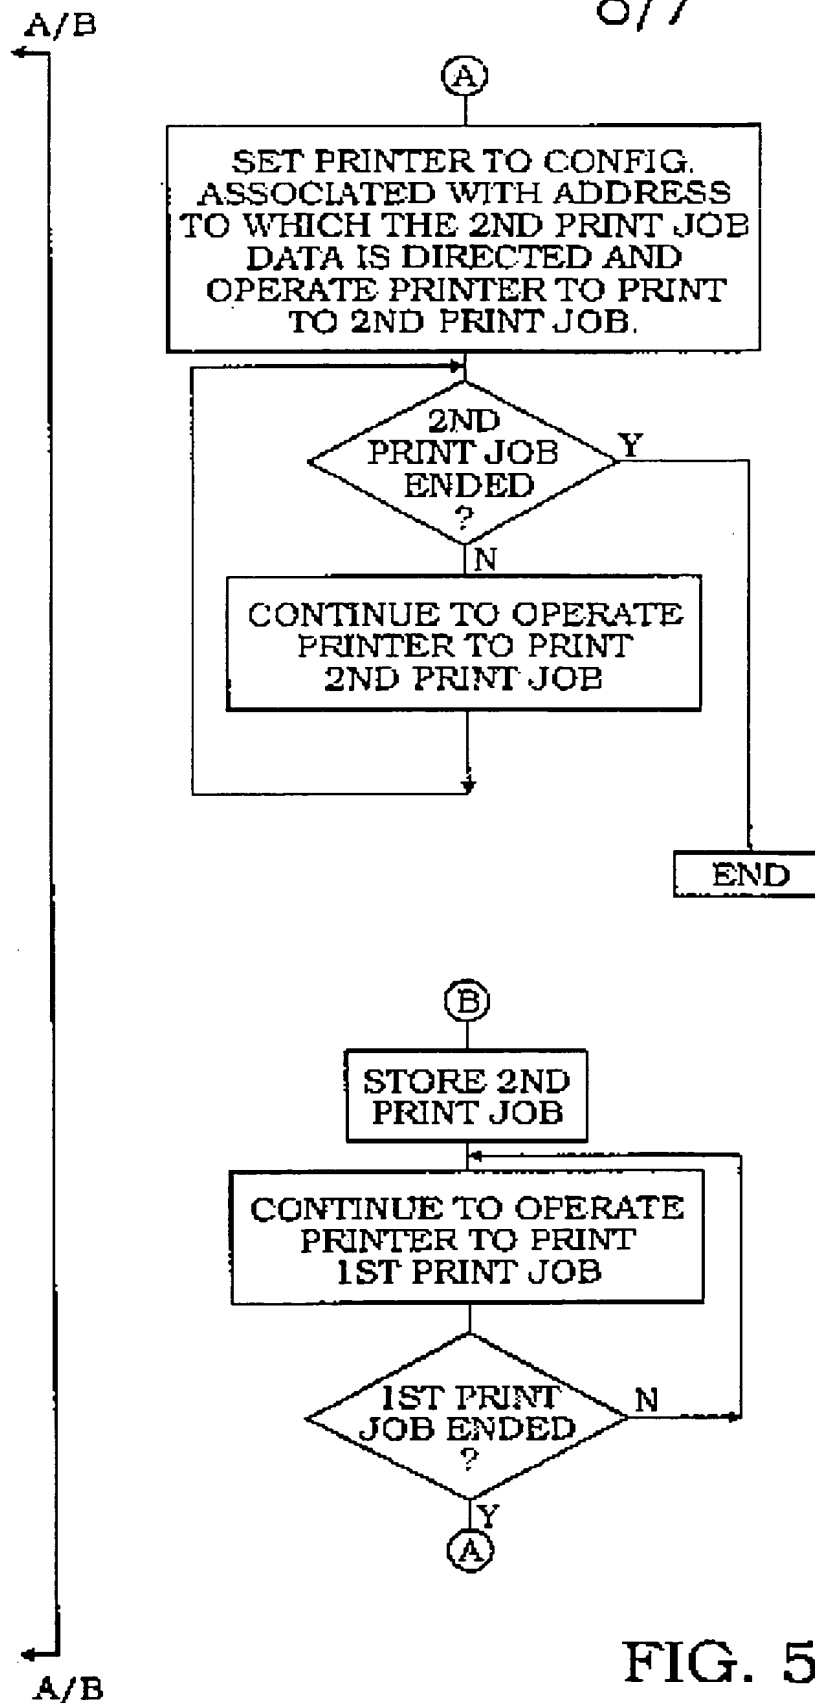 A/B
A
SET PRINTER TO CONFIG.
ASSOCIATED WITH ADDRESS
TO WHICH THE 2ND PRINT JOB
DATA IS DIRECTED AND
OPERATE PRINTER TO PRINT
TO 2ND PRINT JOB.
2ND
PRINT JOB
ENDED
?
Y
N
CONTINUE TO OPERATE
PRINTER TO PRINT
2ND PRINT JOB
END
B
STORE 2ND
PRINT JOB
CONTINUE TO OPERATE
PRINTER TO PRINT
1ST PRINT JOB
1ST PRINT
JOB ENDED
?
N
Y
A
A/B
FIG. 5